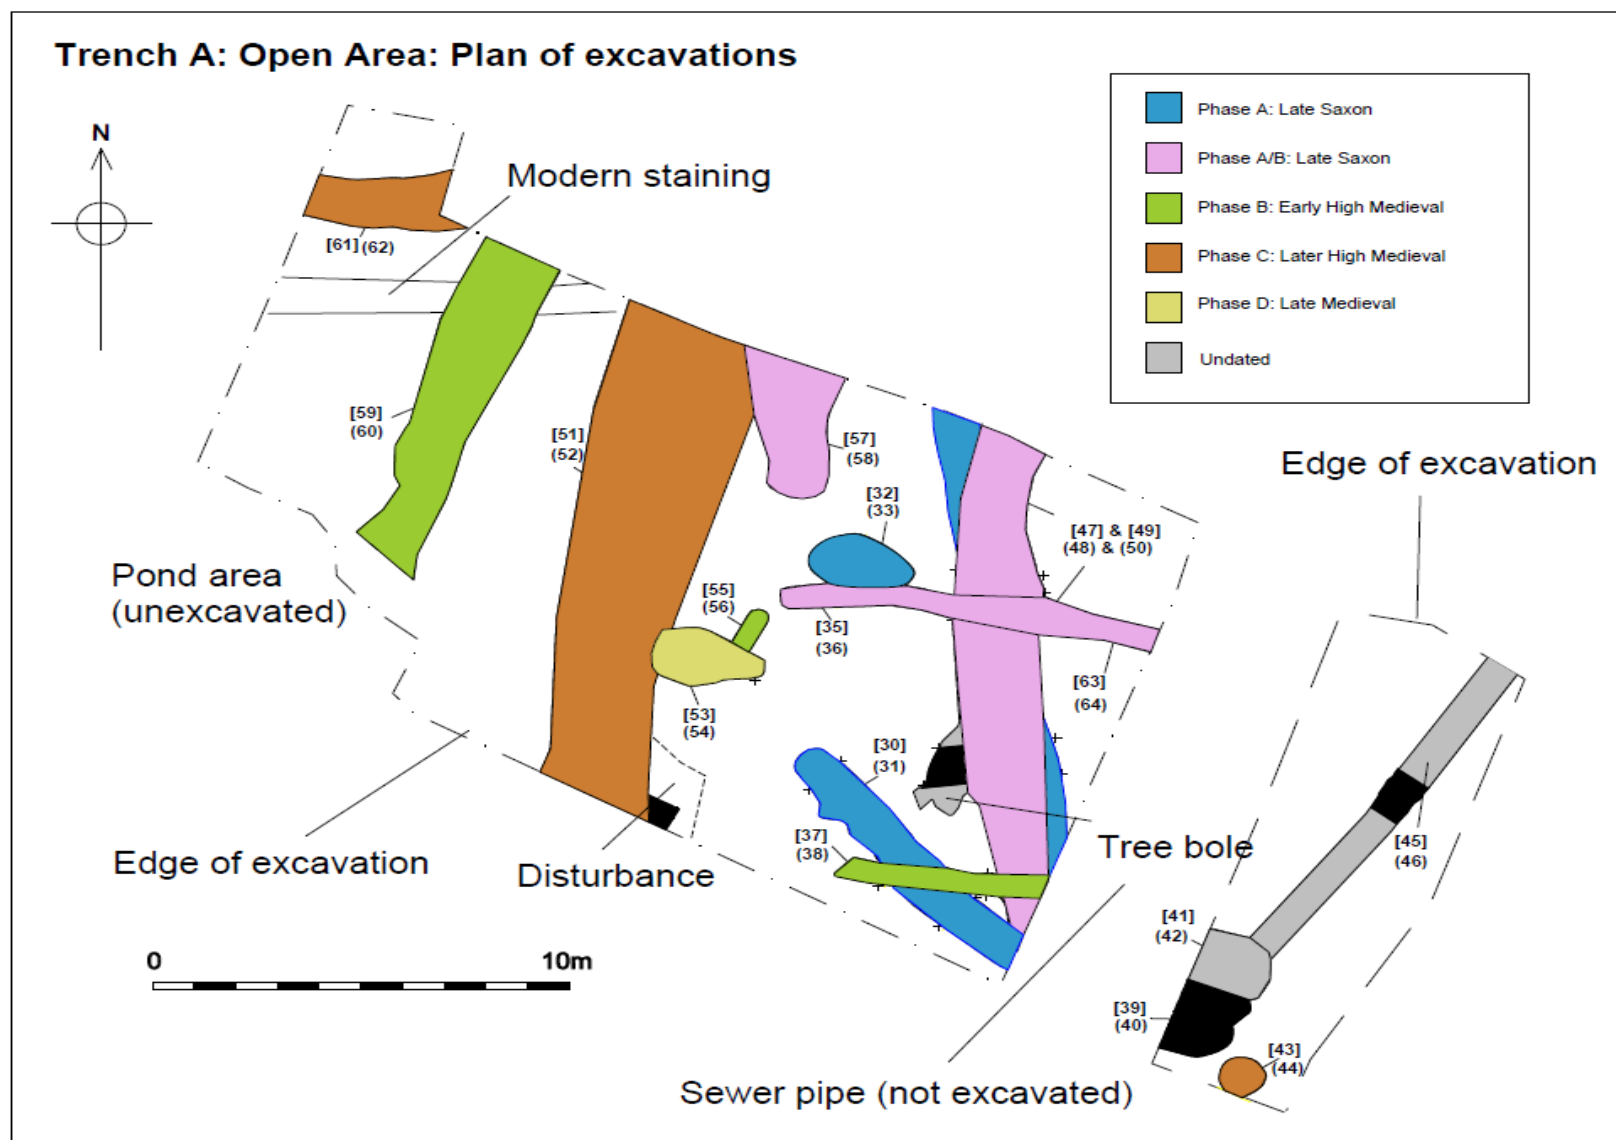 Trench A: Open Area: Plan of excavations
N
Phase A: Late Saxon
Phase A/B: Late Saxon
Phase B: Early High Medieval
Phase C: Later High Medieval
Phase D: Late Medieval
Undated
Modern staining
[61] (62)
[59]
(60)
[51]
(52)
[57]
(58)
[32]
(33)
[47] & [49]
(48) & (50)
Edge of excavation
Pond area
(unexcavated)
[55]
(56)
[35]
(36)
[63]
(64)
[53]
(54)
[30]
(31)
[37]
(38)
Edge of excavation
Disturbance
Tree bole
[45]
(46)
[41]
(42)
0
10m
[39]
(40)
[43]
(44)
Sewer pipe (not excavated)